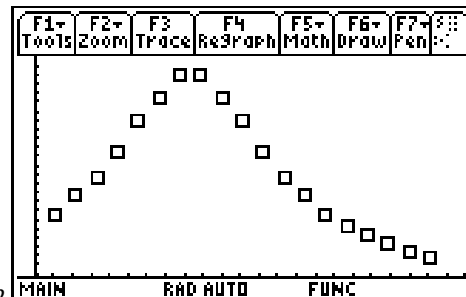 F1▾ F2▾ F3 F4 F5▾ F6▾ F7▾
Tools Zoom Trace ReGraph Math Draw Pen
MAIN RAD AUTO FUNC